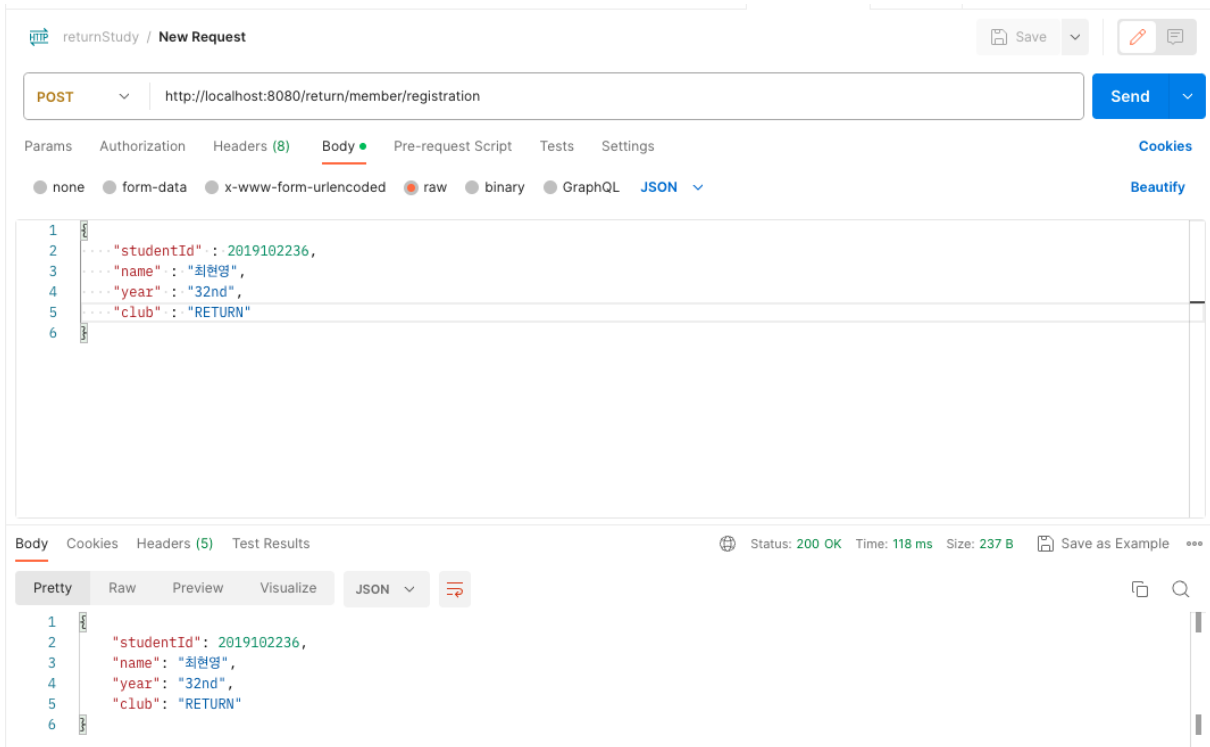 HTTP returnStudy / New Request Save
POST http://localhost:8080/return/member/registration Send
Params Authorization Headers (8) Body Pre-request Script Tests Settings Cookies
none form-data x-www-form-urlencoded raw binary GraphQL JSON Beautify
1 {
2 "studentId" : 2019102236,
3 "name" : "최현영",
4 "year" : "32nd",
5 "club" : "RETURN"
6 }
Body Cookies Headers (5) Test Results Status: 200 OK Time: 118 ms Size: 237 B Save as Example
Pretty Raw Preview Visualize JSON
1 {
2 "studentId": 2019102236,
3 "name": "최현영",
4 "year": "32nd",
5 "club": "RETURN"
6 }